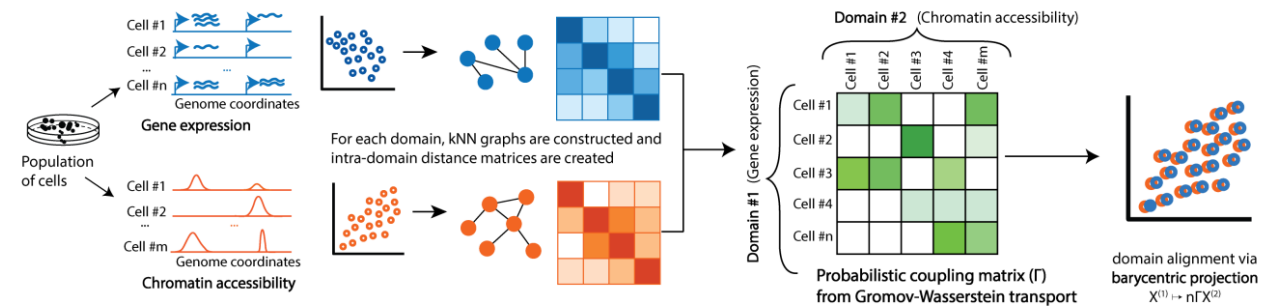 Cell #1
Cell #2
...
...
Cell #n
Genome coordinates
Gene expression
Population
of cells
Cell #1
Cell #2
...
...
Cell #m
Genome coordinates
Chromatin accessibility
For each domain, kNN graphs are constructed and
intra-domain distance matrices are created
Domain #2 (Chromatin accessibility)
Cell #1
Cell #2
Cell #3
Cell #4
Cell #m
Domain #1 (Gene expression)
Cell #1
Cell #2
Cell #3
Cell #4
Cell #n
Probabilistic coupling matrix (Γ)
from Gromov-Wasserstein transport
domain alignment via
barycentric projection
X⁽¹⁾ ↦ nΓX⁽²⁾